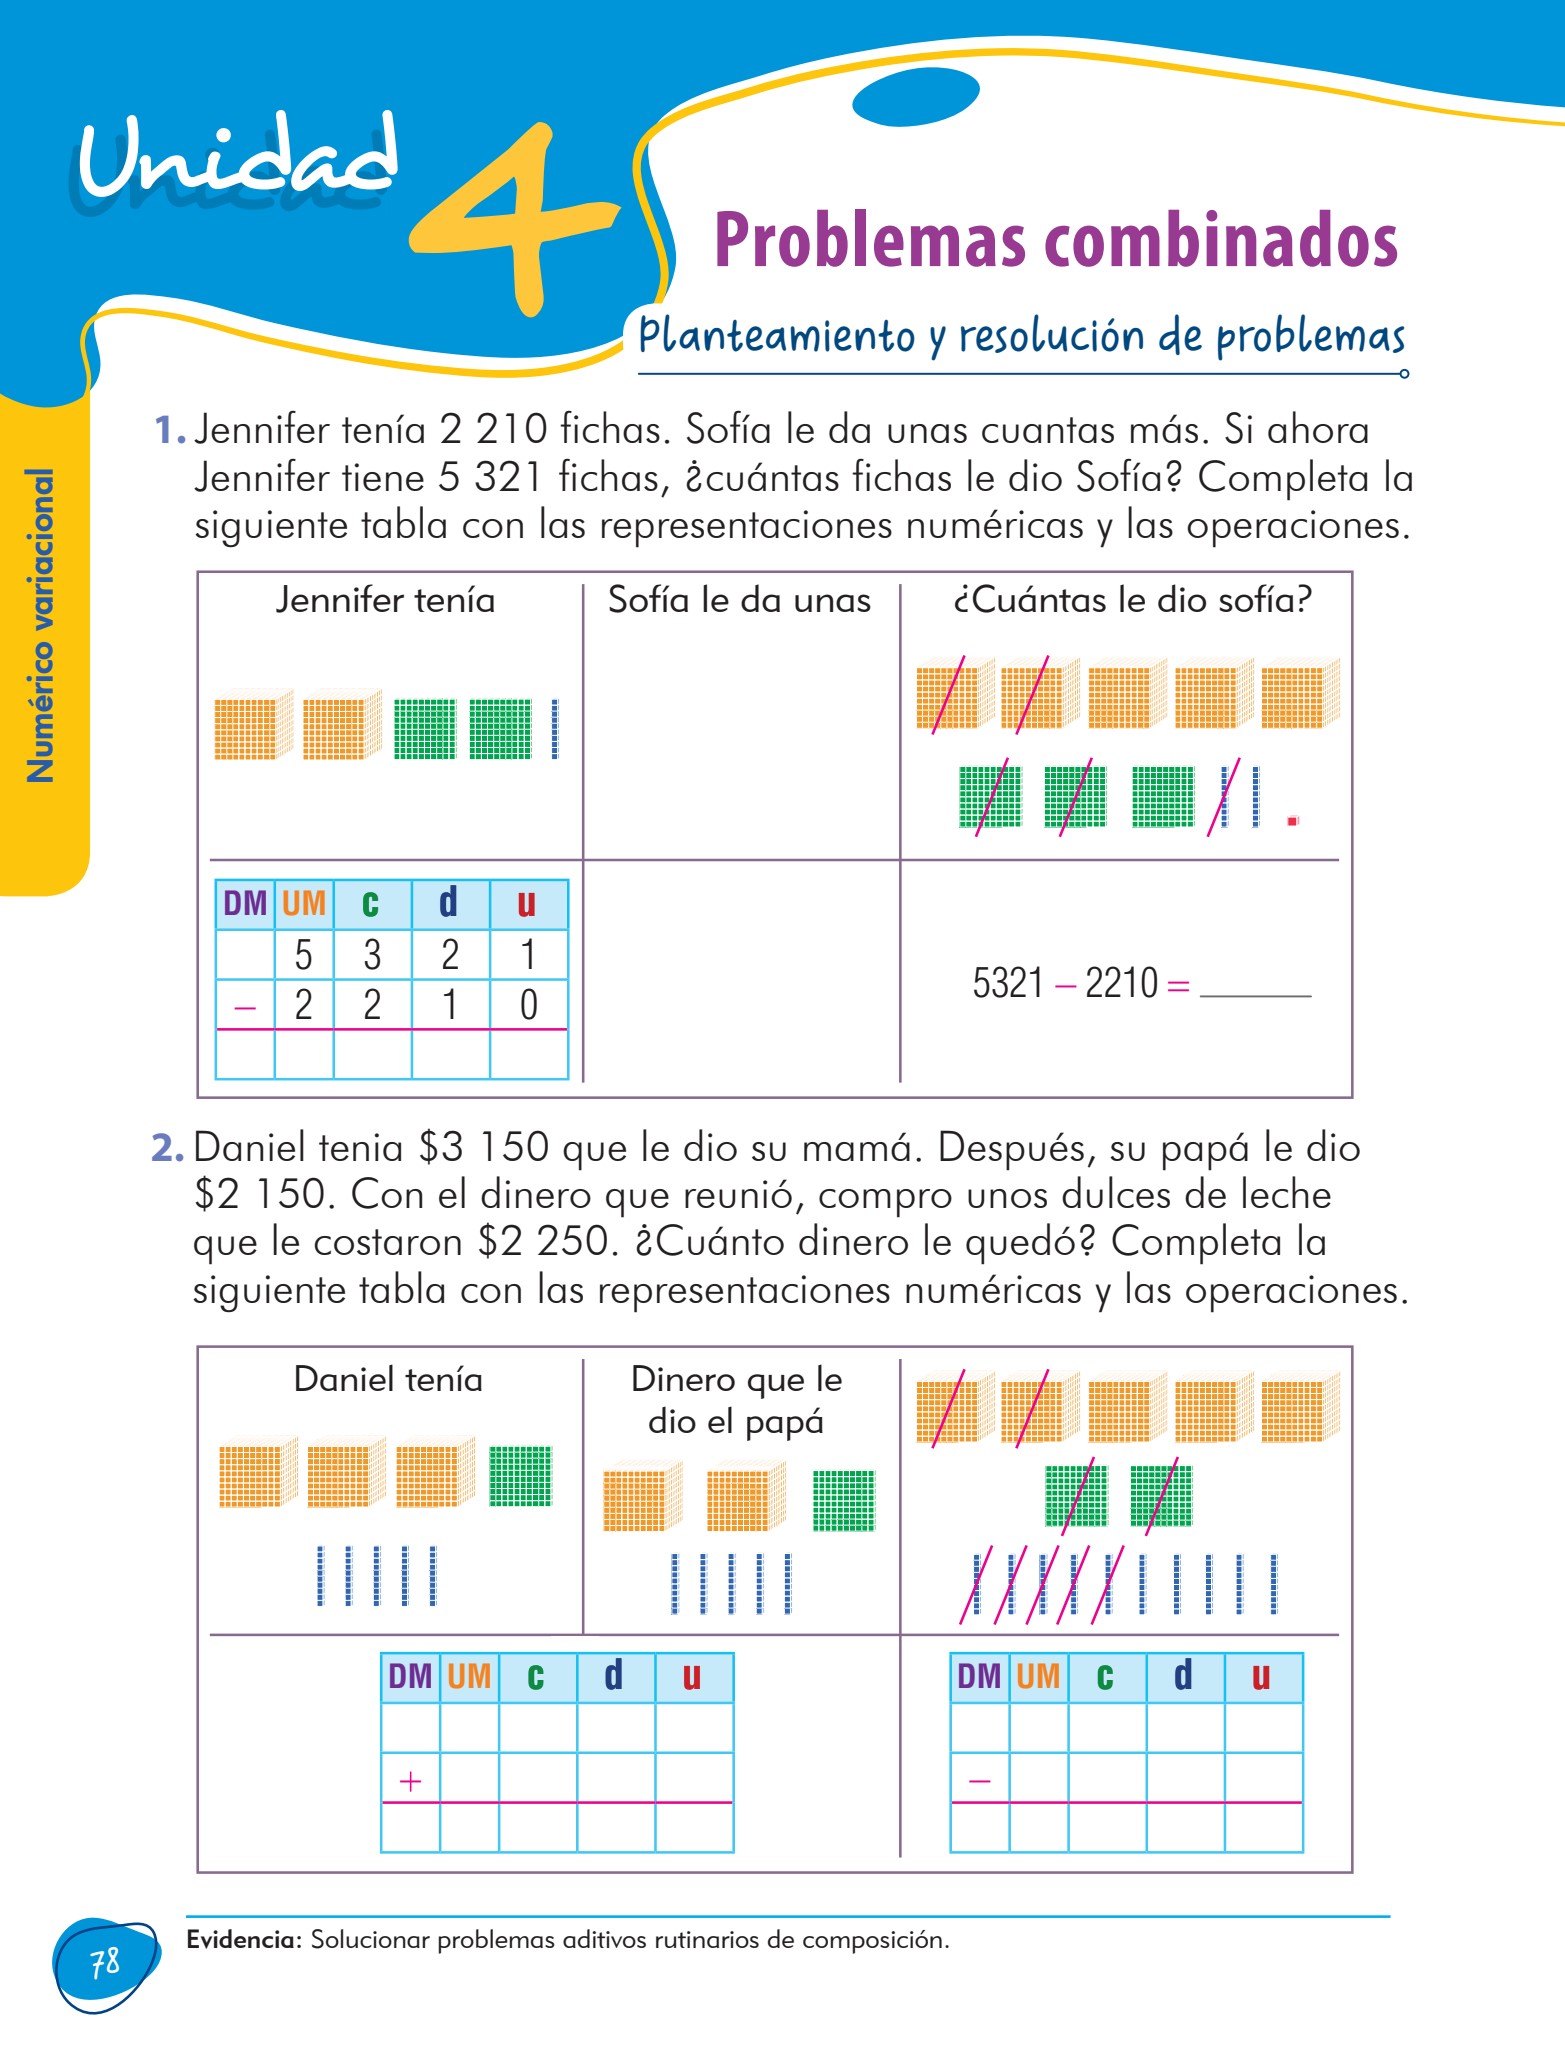 Unidad 4
Problemas combinados
Planteamiento y resolución de problemas
Numérico variacional
1. Jennifer tenía 2 210 fichas. Sofía le da unas cuantas más. Si ahora
Jennifer tiene 5 321 fichas, ¿cuántas fichas le dio Sofía? Completa la
siguiente tabla con las representaciones numéricas y las operaciones.
Jennifer tenía Sofía le da unas ¿Cuántas le dio sofía?
DM UM c d u
5 3 2 1
– 2 2 1 0
5321 – 2210 = ______
2. Daniel tenia $3 150 que le dio su mamá. Después, su papá le dio
$2 150. Con el dinero que reunió, compro unos dulces de leche
que le costaron $2 250. ¿Cuánto dinero le quedó? Completa la
siguiente tabla con las representaciones numéricas y las operaciones.
Daniel tenía
Dinero que le
dio el papá
DM UM c d u
+
DM UM c d u
–
Evidencia: Solucionar problemas aditivos rutinarios de composición.
78